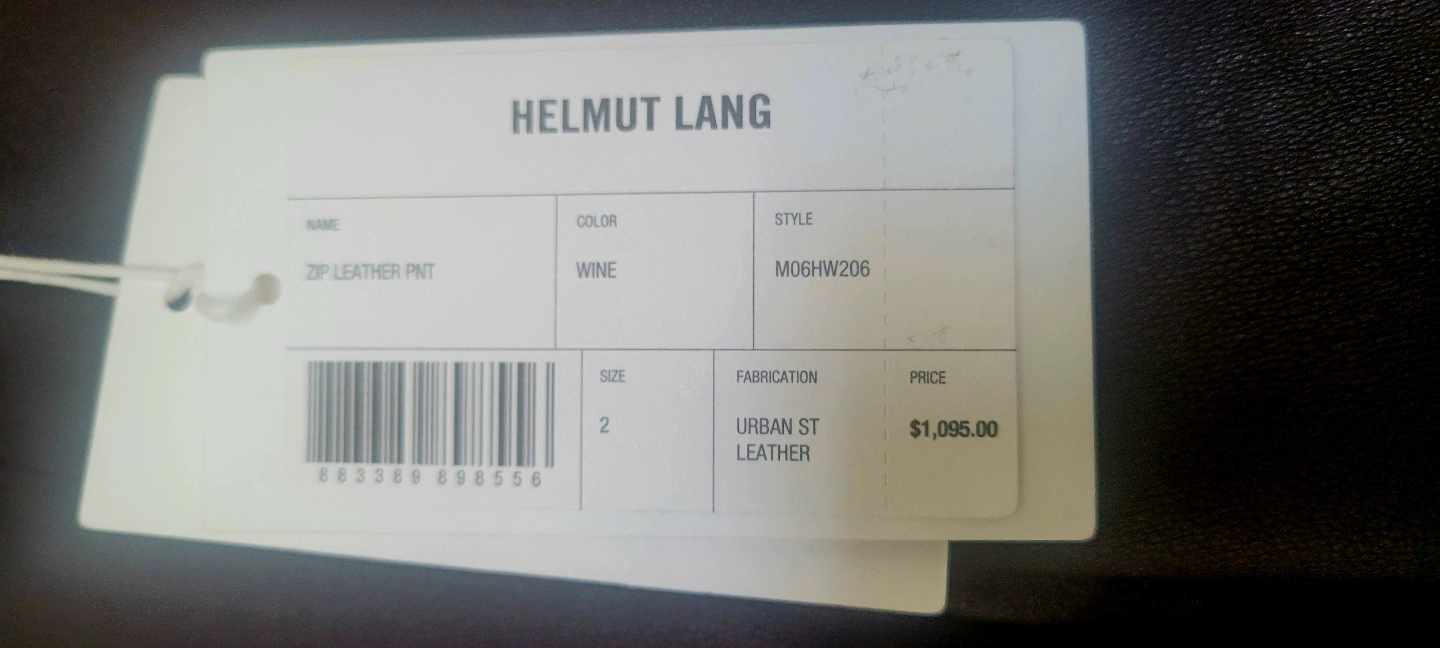 HELMUT LANG
NAME
ZIP LEATHER PNT
COLOR
WINE
STYLE
M06HW206
883389 898556
SIZE
2
FABRICATION
URBAN ST
LEATHER
PRICE
$1,095.00